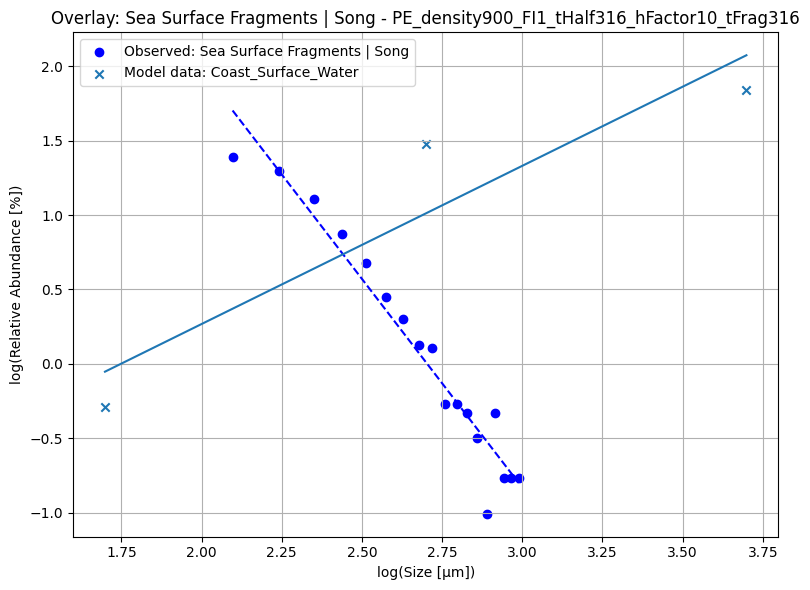 Overlay: Sea Surface Fragments | Song - PE_density900_FI1_tHalf316_hFactor10_tFrag316
Observed: Sea Surface Fragments | Song
Model data: Coast_Surface_Water
log(Relative Abundance [%])
2.0
1.5
1.0
0.5
0.0
−0.5
−1.0
1.75 2.00 2.25 2.50 2.75 3.00 3.25 3.50 3.75
log(Size [μm])